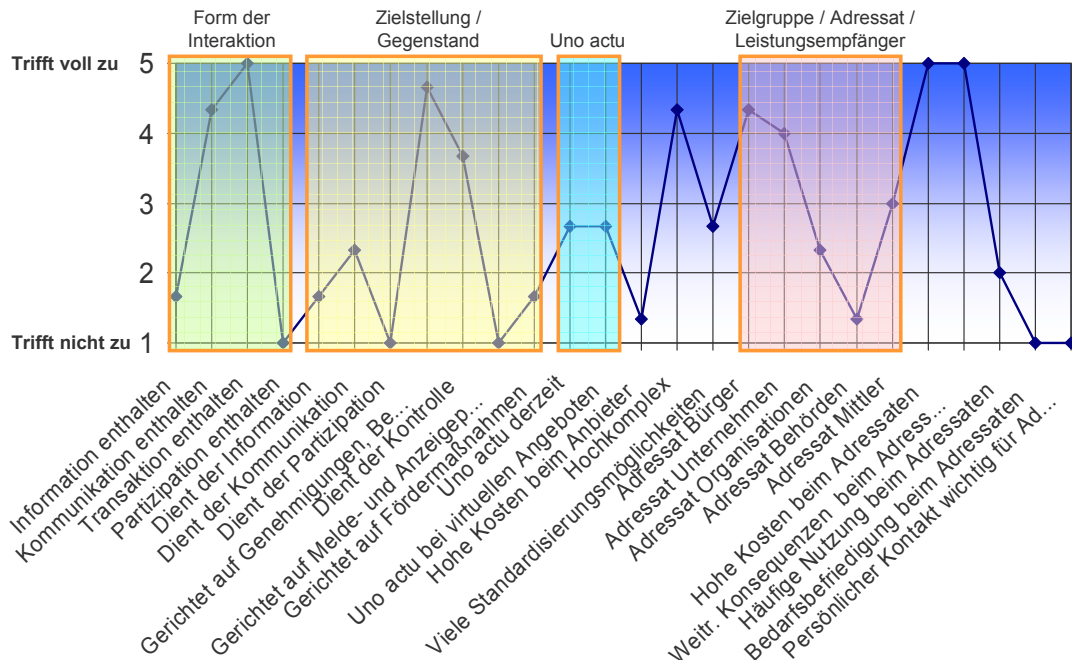 Form der
Interaktion
Zielstellung /
Gegenstand
Uno actu
Zielgruppe / Adressat /
Leistungsempfänger
Trifft voll zu
5
4
3
2
Trifft nicht zu
1
Information enthalten
Kommunikation enthalten
Transaktion enthalten
Partizipation enthalten
Dient der Information
Dient der Kommunikation
Dient der Partizipation
Gerichtet auf Genehmigungen, Be...
Dient der Kontrolle
Gerichtet auf Melde- und Anzeigep...
Gerichtet auf Fördermaßnahmen
Uno actu derzeit
Uno actu bei virtuellen Angeboten
Hohe Kosten beim Anbieter
Hochkomplex
Viele Standardisierungsmöglichkeiten
Adressat Bürger
Adressat Unternehmen
Adressat Organisationen
Adressat Behörden
Adressat Mittler
Hohe Kosten beim Adressaten
Weitr. Konsequenzen beim Adress...
Häufige Nutzung beim Adressaten
Bedarfsbefriedigung beim Adressaten
Persönlicher Kontakt wichtig für Ad...